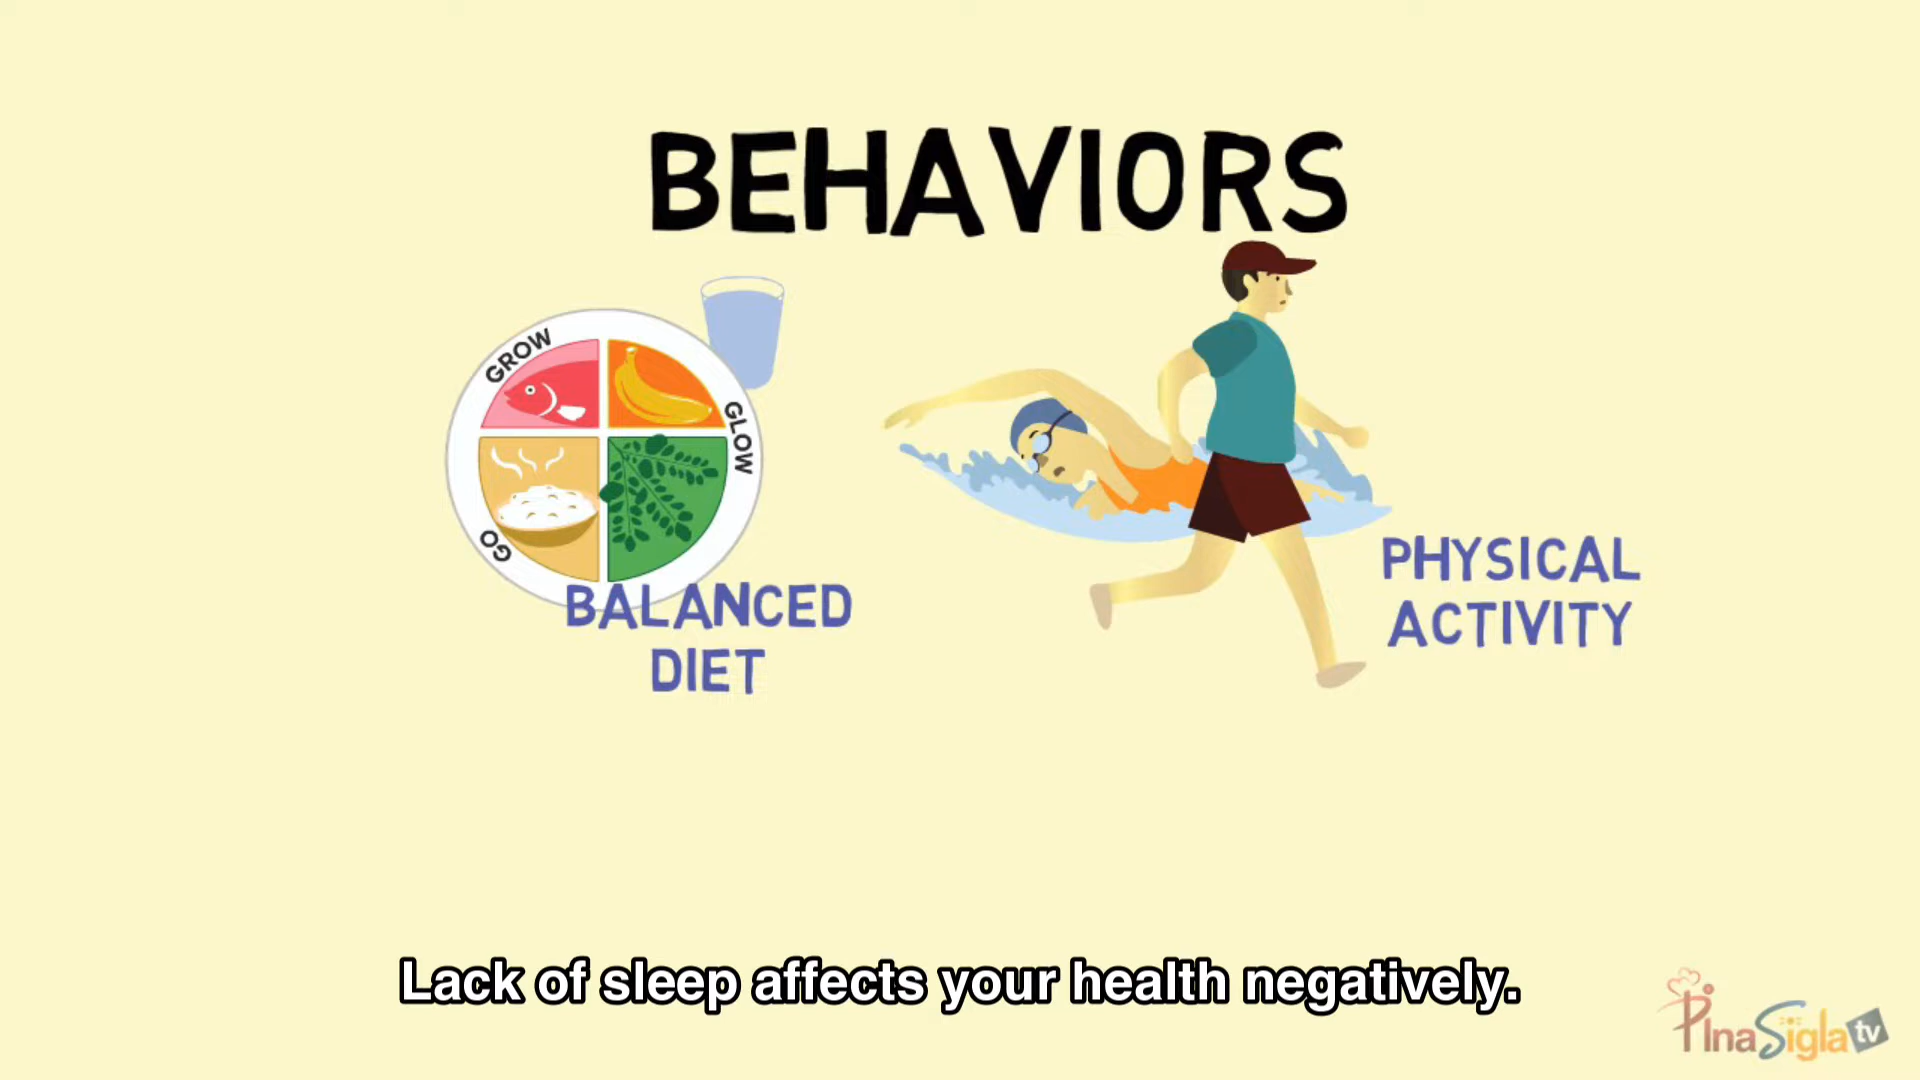 BEHAVIORS
GROW
GLOW
GO
BALANCED
DIET
PHYSICAL
ACTIVITY
Lack of sleep affects your health negatively.
PinaSigla tv